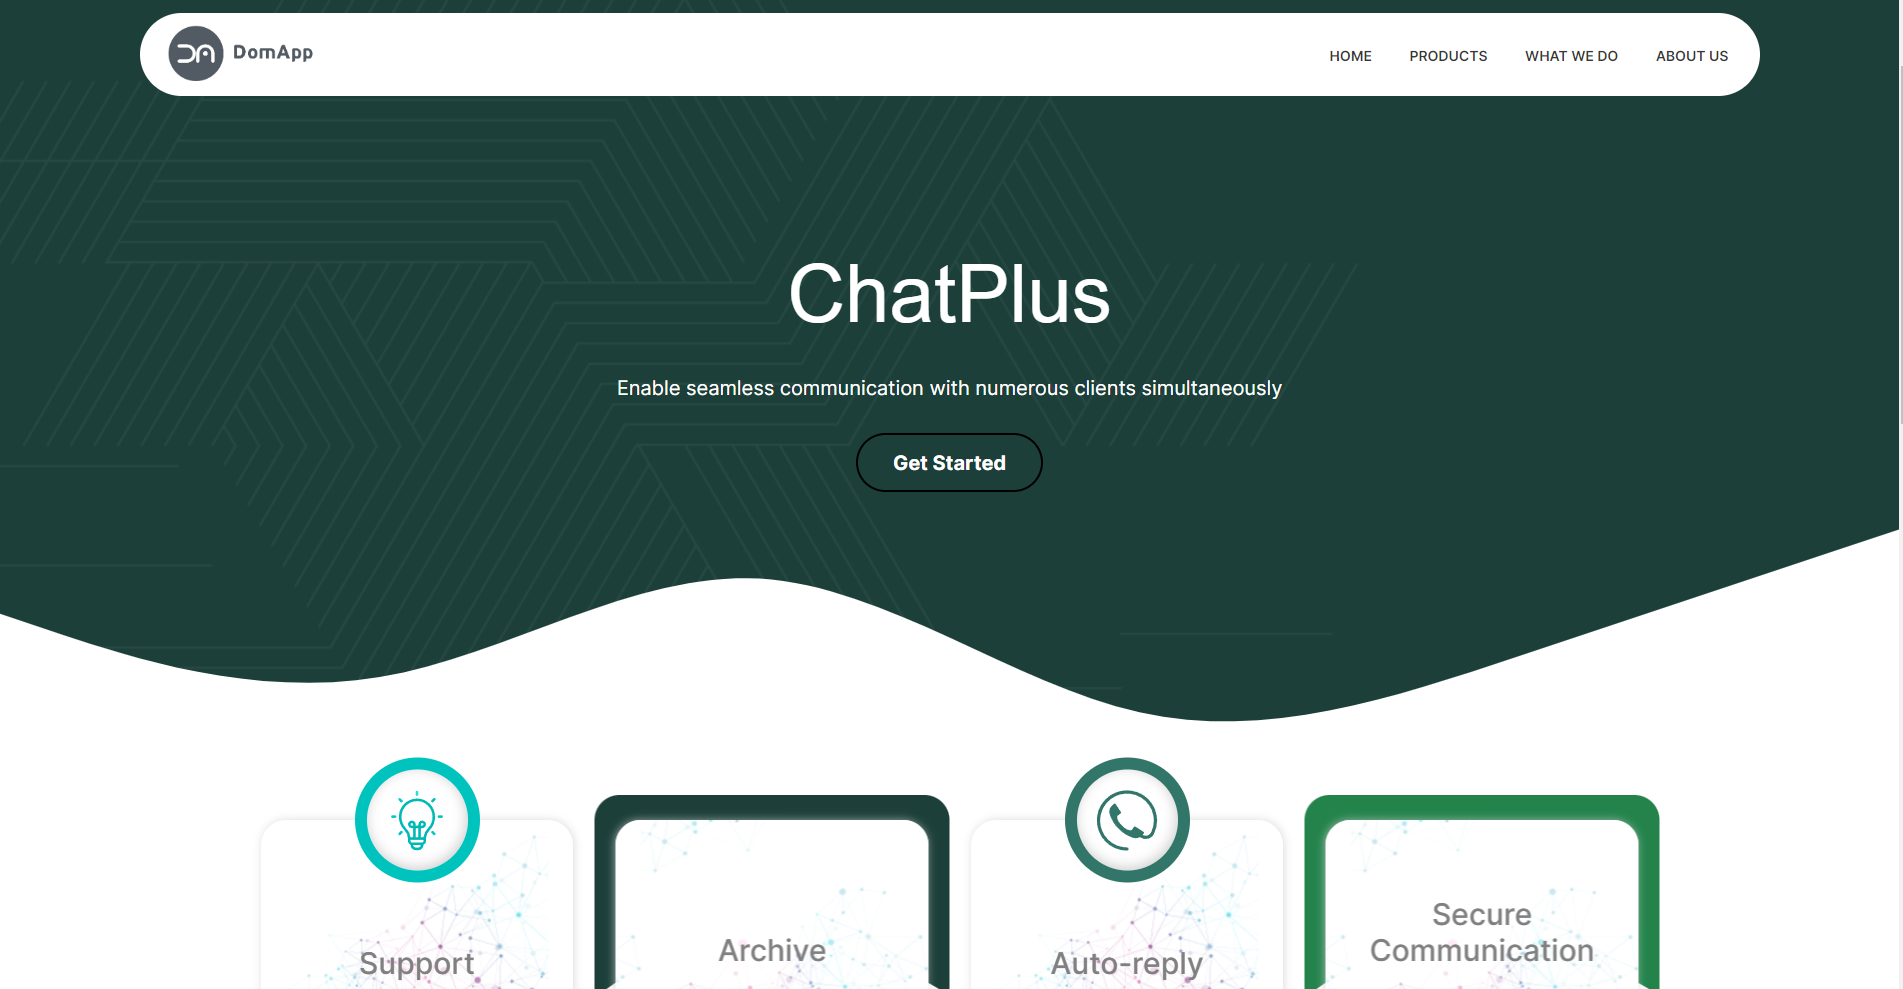 DomApp
HOME PRODUCTS WHAT WE DO ABOUT US
ChatPlus
Enable seamless communication with numerous clients simultaneously
Get Started
Support
Archive
Auto-reply
Secure
Communication